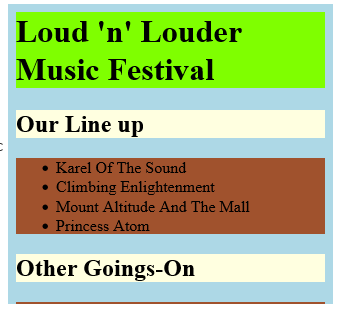 Loud 'n' Louder
Music Festival
Our Line up
Karel Of The Sound
Climbing Enlightenment
Mount Altitude And The Mall
Princess Atom
Other Goings-On